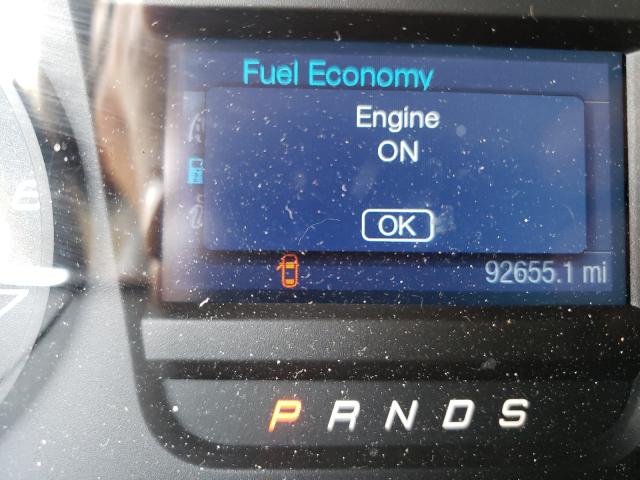 Fuel Economy
Engine
ON
OK
92655.1 mi
P R N D S